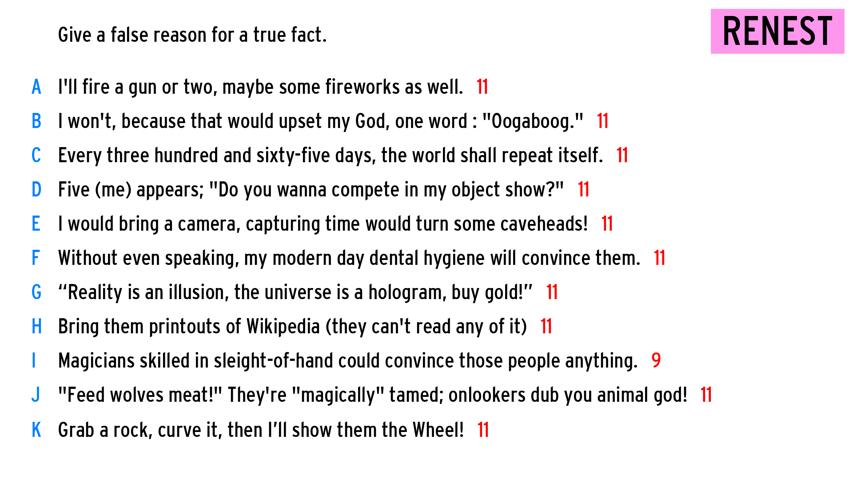 Give a false reason for a true fact.
RENEST
A I'll fire a gun or two, maybe some fireworks as well. 11
B I won't, because that would upset my God, one word : "Oogaboog." 11
C Every three hundred and sixty-five days, the world shall repeat itself. 11
D Five (me) appears; "Do you wanna compete in my object show?" 11
E I would bring a camera, capturing time would turn some caveheads! 11
F Without even speaking, my modern day dental hygiene will convince them. 11
G “Reality is an illusion, the universe is a hologram, buy gold!” 11
H Bring them printouts of Wikipedia (they can't read any of it) 11
I Magicians skilled in sleight-of-hand could convince those people anything. 9
J "Feed wolves meat!" They're "magically" tamed; onlookers dub you animal god! 11
K Grab a rock, curve it, then I’ll show them the Wheel! 11